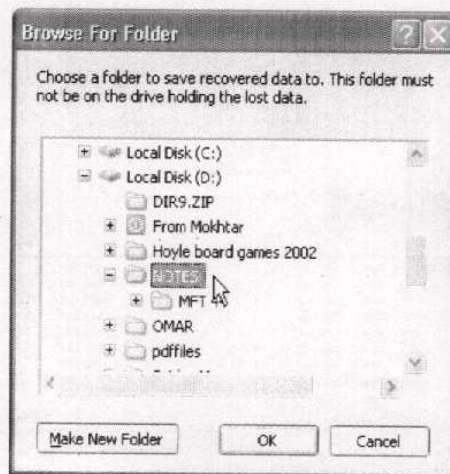 Browse For Folder
Choose a folder to save recovered data to. This folder must
not be on the drive holding the lost data.
Local Disk (C:)
Local Disk (D:)
DIR9.ZIP
From Mokhtar
Hoyle board games 2002
NOTES
MFT
OMAR
pdffiles
Make New Folder
OK
Cancel